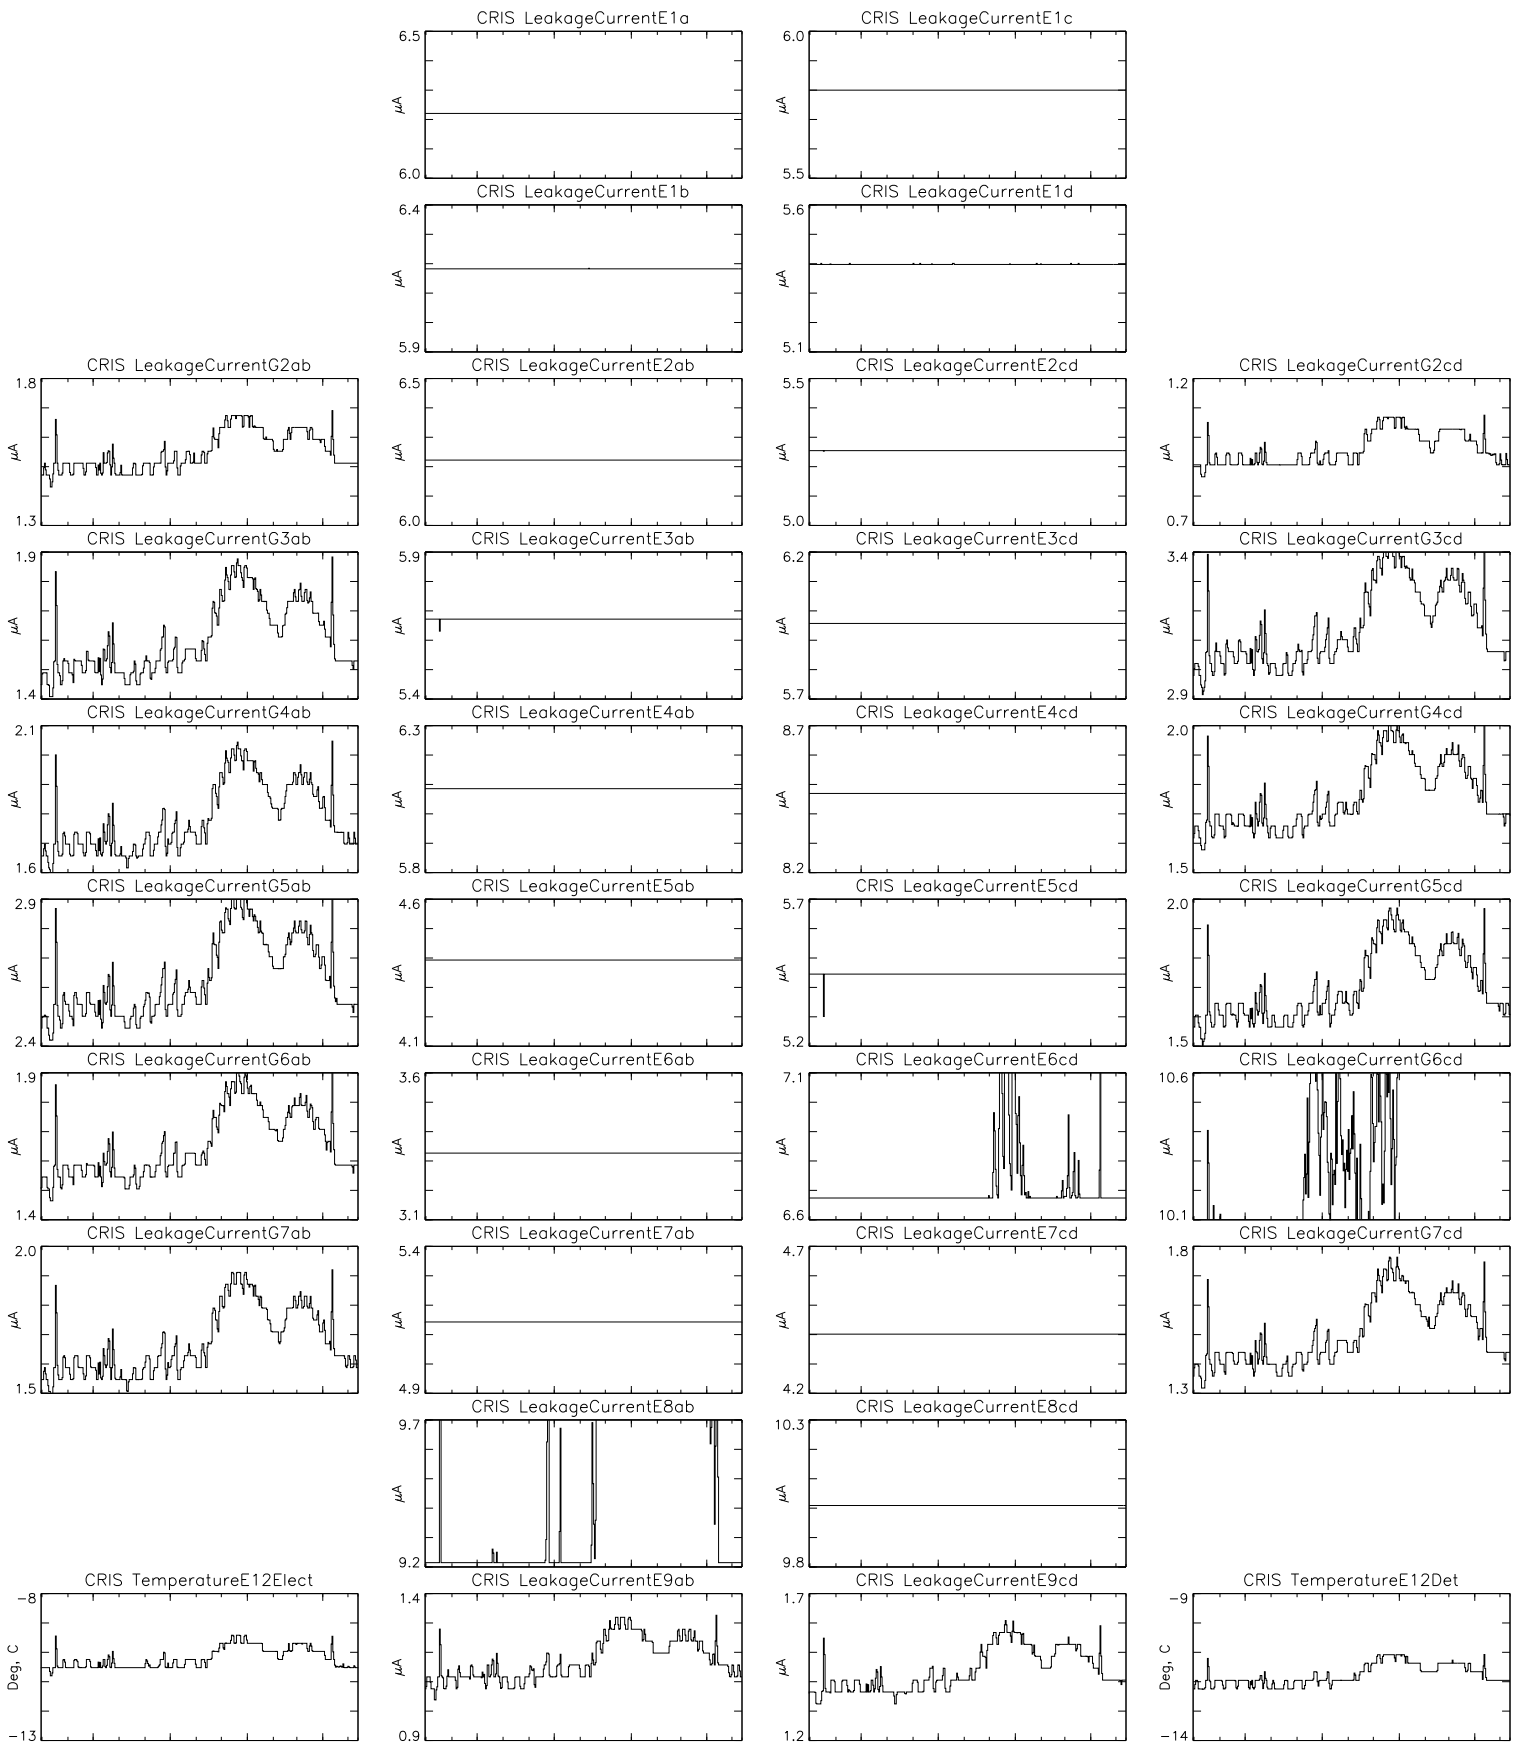 CRIS LeakageCurrentE1a
6.5
μA
6.0
CRIS LeakageCurrentE1c
6.0
μA
5.5
CRIS LeakageCurrentE1b
6.4
μA
5.9
CRIS LeakageCurrentE1d
5.6
μA
5.1
CRIS LeakageCurrentG2ab
1.8
μA
1.3
CRIS LeakageCurrentE2ab
6.5
μA
6.0
CRIS LeakageCurrentE2cd
5.5
μA
5.0
CRIS LeakageCurrentG2cd
1.2
μA
0.7
CRIS LeakageCurrentG3ab
1.9
μA
1.4
CRIS LeakageCurrentE3ab
5.9
μA
5.4
CRIS LeakageCurrentE3cd
6.2
μA
5.7
CRIS LeakageCurrentG3cd
3.4
μA
2.9
CRIS LeakageCurrentG4ab
2.1
μA
1.6
CRIS LeakageCurrentE4ab
6.3
μA
5.8
CRIS LeakageCurrentE4cd
8.7
μA
8.2
CRIS LeakageCurrentG4cd
2.0
μA
1.5
CRIS LeakageCurrentG5ab
2.9
μA
2.4
CRIS LeakageCurrentE5ab
4.6
μA
4.1
CRIS LeakageCurrentE5cd
5.7
μA
5.2
CRIS LeakageCurrentG5cd
2.0
μA
1.5
CRIS LeakageCurrentG6ab
1.9
μA
1.4
CRIS LeakageCurrentE6ab
3.6
μA
3.1
CRIS LeakageCurrentE6cd
7.1
μA
6.6
CRIS LeakageCurrentG6cd
10.6
μA
10.1
CRIS LeakageCurrentG7ab
2.0
μA
1.5
CRIS LeakageCurrentE7ab
5.4
μA
4.9
CRIS LeakageCurrentE7cd
4.7
μA
4.2
CRIS LeakageCurrentG7cd
1.8
μA
1.3
CRIS LeakageCurrentE8ab
9.7
μA
9.2
CRIS LeakageCurrentE8cd
10.3
μA
9.8
CRIS TemperatureE12Elect
−8
Deg, C
−13
CRIS LeakageCurrentE9ab
1.4
μA
0.9
CRIS LeakageCurrentE9cd
1.7
μA
1.2
CRIS TemperatureE12Det
−9
Deg, C
−14